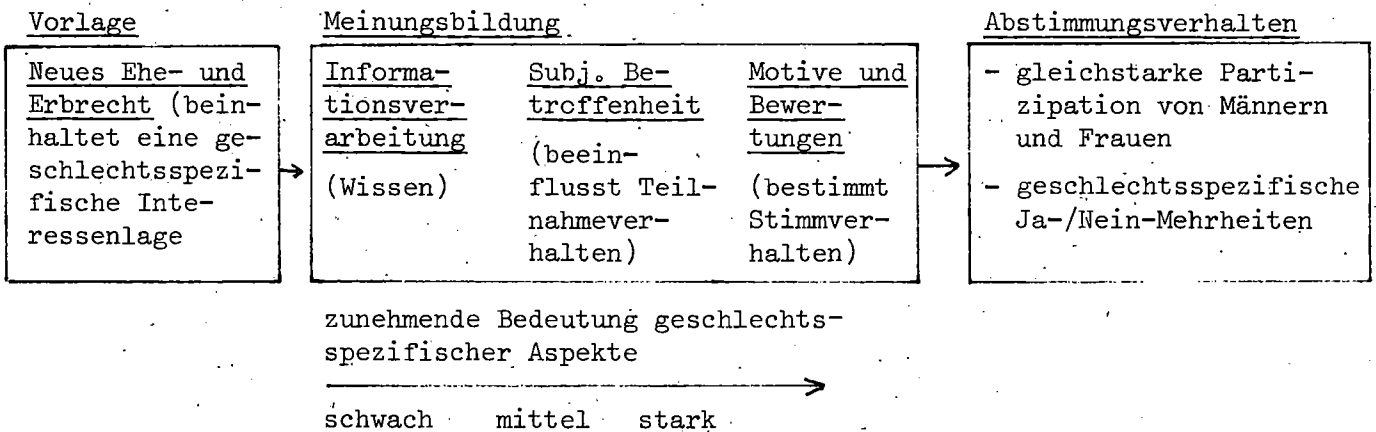 Vorlage
Neues Ehe- und
Erbrecht (bein-
haltet eine ge-
schlechtsspezi-
fische Inte-
ressenlage
Meinungsbildung
Informa-
tionsver-
arbeitung
(Wissen)
Subj. Be-
troffenheit
(beein-
flusst Teil-
nahmever-
halten)
Motive und
Bewer-
tungen
(bestimmt
Stimmver-
halten)
Abstimmungsverhalten
- gleichstarke Parti-
zipation von Männern
und Frauen
- geschlechtsspezifische
Ja-/Nein-Mehrheiten
zunehmende Bedeutung geschlechts-
spezifischer Aspekte
schwach mittel stark